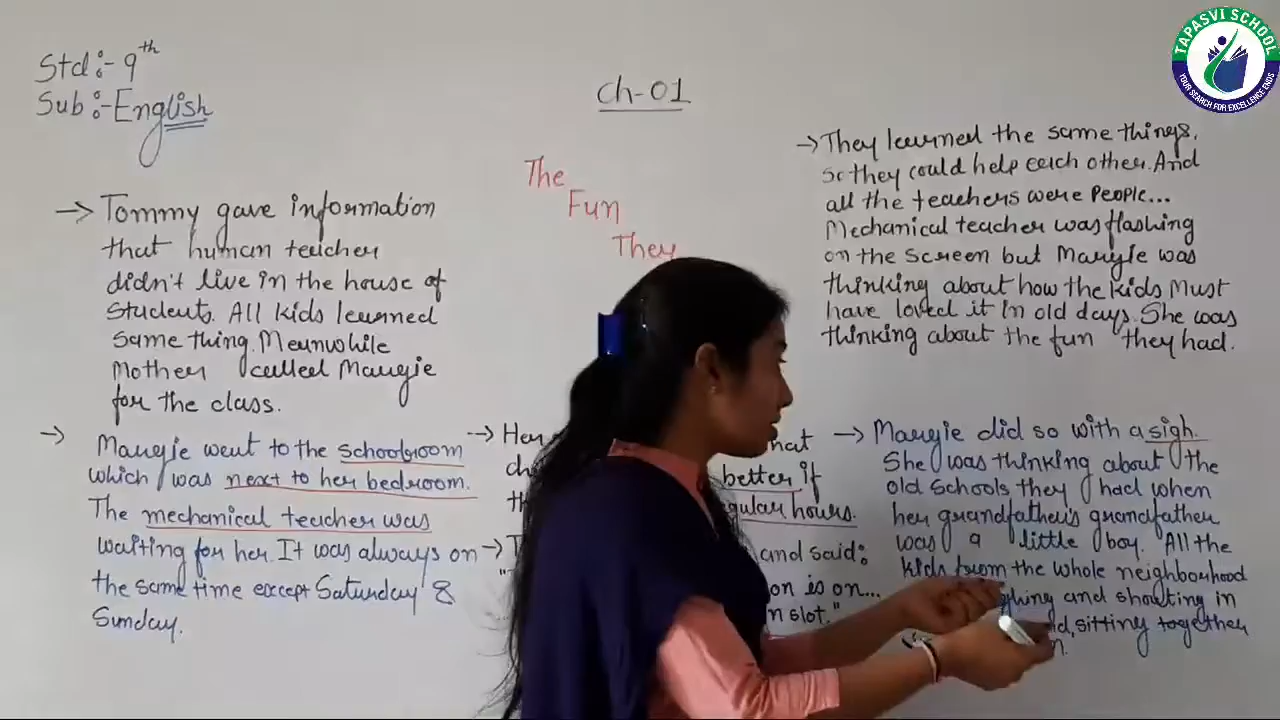 Std:- 9th
Sub:- English
Ch-01
The
Fun
They
→ Tommy gave information
that human teacher
didn't live in the house of
Students. All kids learned
Same thing. Meanwhile
Mother called Margie
for the class.
→ Margie went to the schoolroom
which was next to her bedroom.
The mechanical teacher was
waiting for her. It was always on
the same time except Saturday &
Sunday.
→ Her
better if
regular hours.
→
and said:
on is on...
n slot."
→ They learned the same things,
so they could help each other. And
all the teachers were people...
Mechanical teacher was flashing
on the screen but Margie was
thinking about how the kids Must
have loved it in old days. She was
thinking about the fun they had.
→ Margie did so with a sigh.
She was thinking about the
old schools they had when
her grandfather's grandfather
was a little boy. All the
kids from the whole neighbourhood
and shouting in
sitting together
TAPASVI SCHOOL
YOUR SEARCH FOR EXCELLENCE ENDS